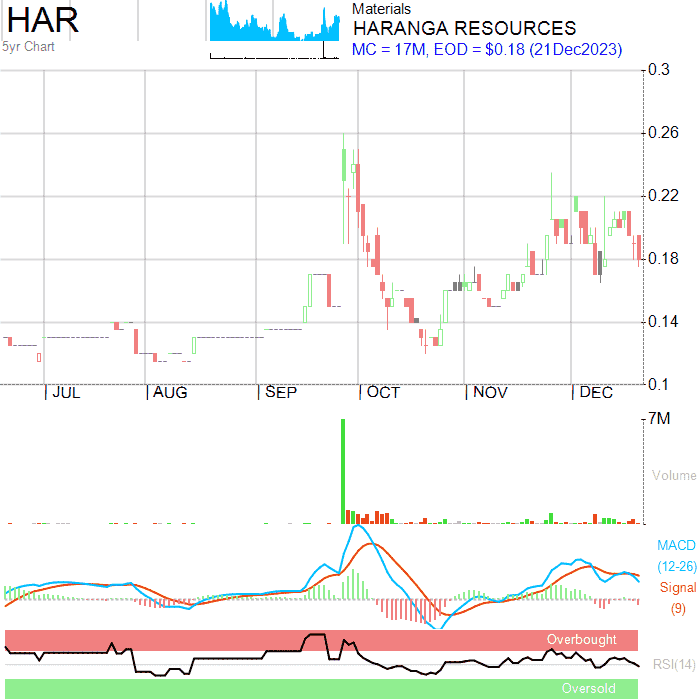 HAR
5yr Chart
Materials
HARANGA RESOURCES
MC = 17M, EOD = $0.18 (21Dec2023)
0.3
0.26
0.22
0.18
0.14
0.1
JUL AUG SEP OCT NOV DEC
7M
Volume
MACD
(12-26)
Signal
(9)
Overbought
RSI(14)
Oversold